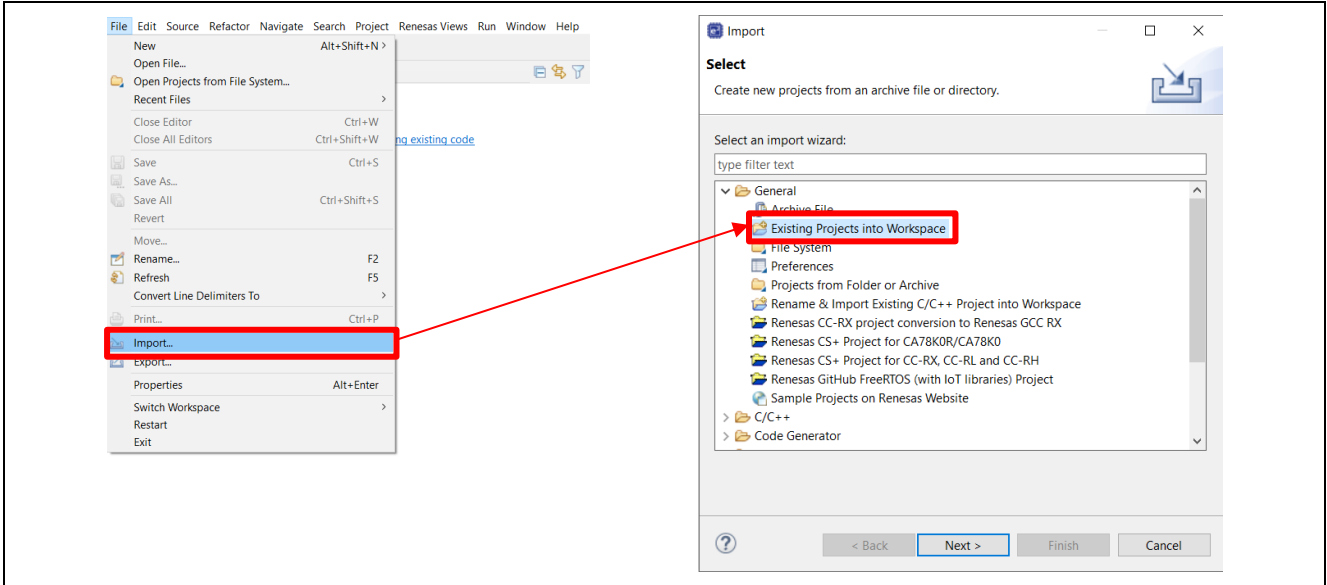 File Edit Source Refactor Navigate Search Project Renesas Views Run Window Help
New Alt+Shift+N >
Open File...
Open Projects from File System...
Recent Files >
Close Editor Ctrl+W
Close All Editors Ctrl+Shift+W
ng existing code
Save Ctrl+S
Save As...
Save All Ctrl+Shift+S
Revert
Move...
Rename... F2
Refresh F5
Convert Line Delimiters To >
Print... Ctrl+P
Import...
Export...
Properties Alt+Enter
Switch Workspace >
Restart
Exit
Import
Select
Create new projects from an archive file or directory.
Select an import wizard:
type filter text
General
Archive File
Existing Projects into Workspace
File System
Preferences
Projects from Folder or Archive
Rename & Import Existing C/C++ Project into Workspace
Renesas CC-RX project conversion to Renesas GCC RX
Renesas CS+ Project for CA78K0R/CA78K0
Renesas CS+ Project for CC-RX, CC-RL and CC-RH
Renesas GitHub FreeRTOS (with IoT libraries) Project
Sample Projects on Renesas Website
C/C++
Code Generator
? < Back Next > Finish Cancel